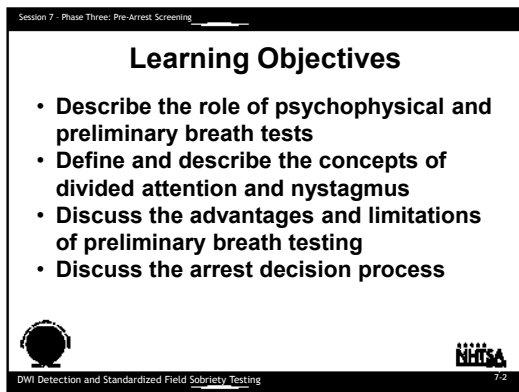 Session 7 - Phase Three: Pre-Arrest Screening
Learning Objectives
• Describe the role of psychophysical and
preliminary breath tests
• Define and describe the concepts of
divided attention and nystagmus
• Discuss the advantages and limitations
of preliminary breath testing
• Discuss the arrest decision process
NHTSA
DWI Detection and Standardized Field Sobriety Testing
7-2